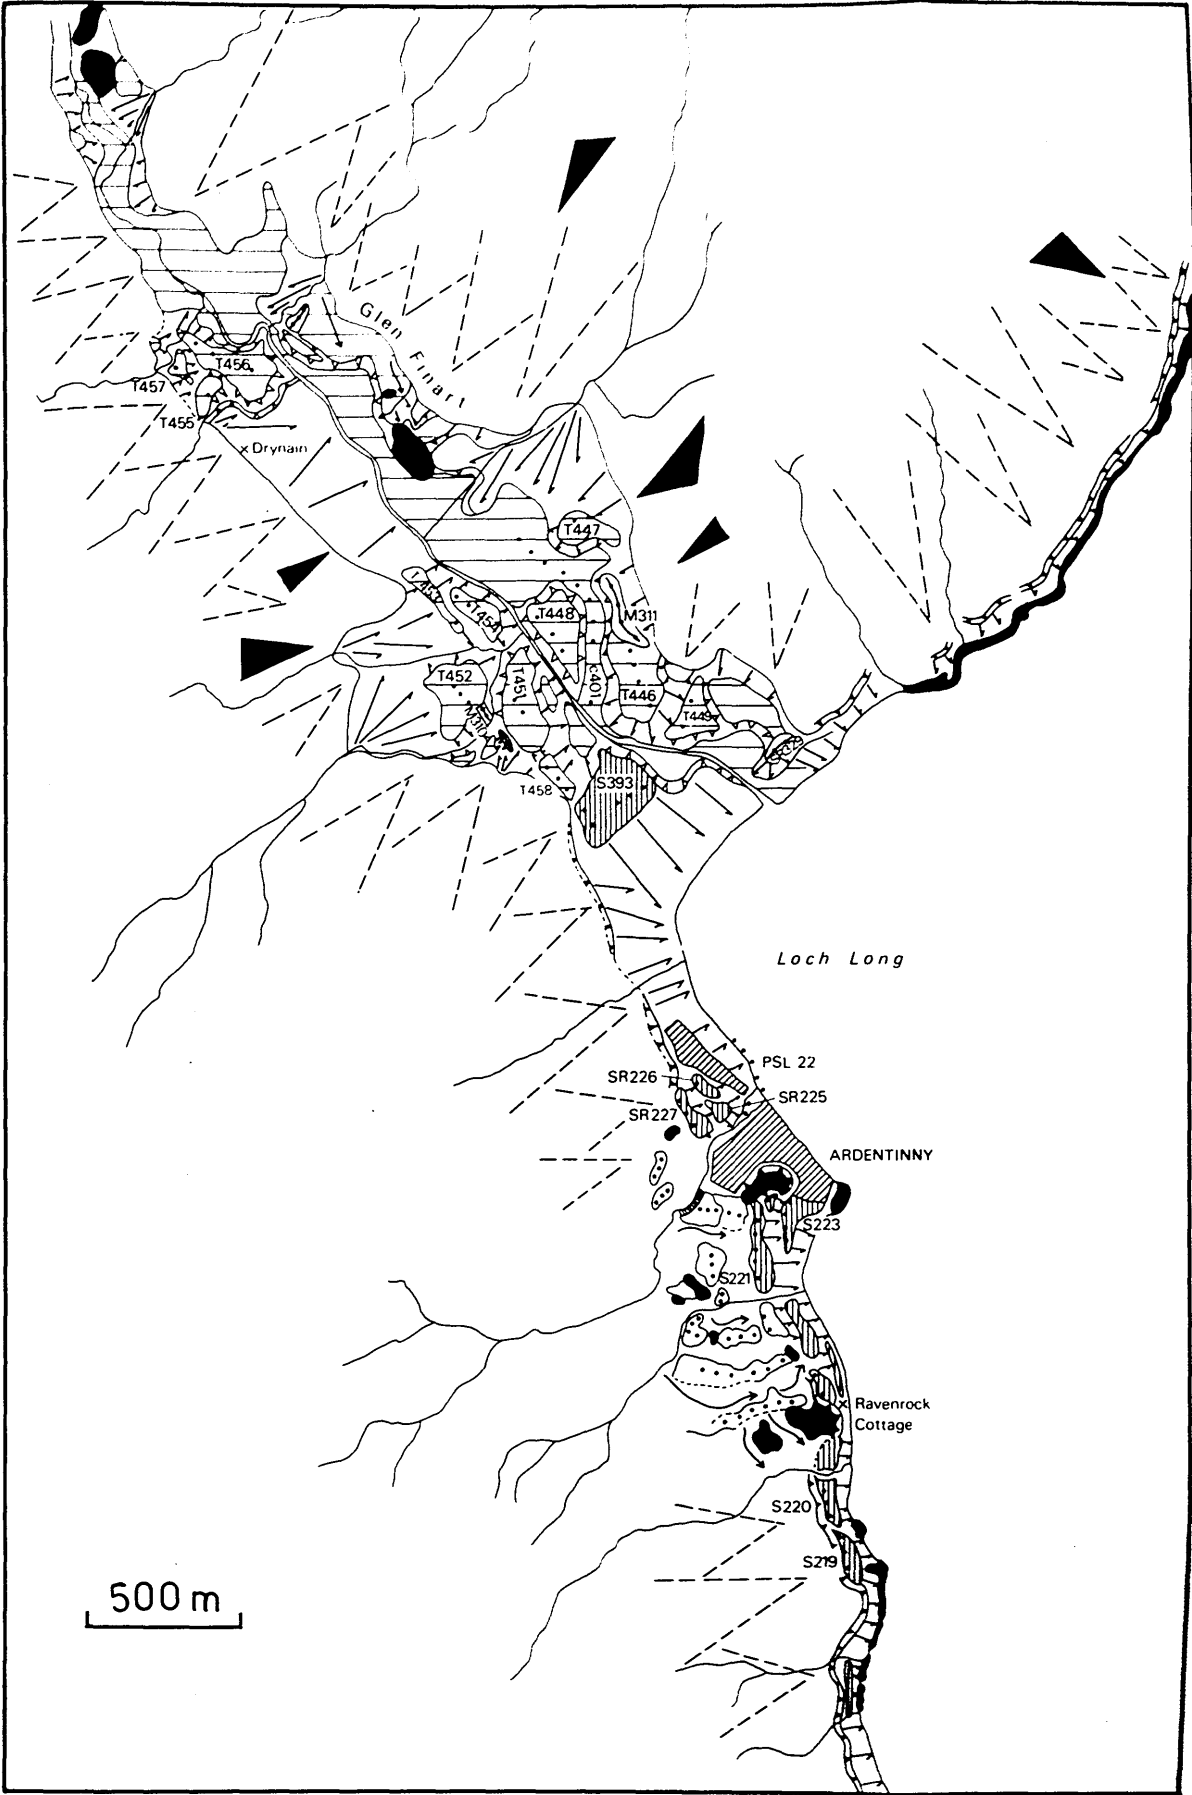 Glen Finart
T456
T457
T455
x Drynain
T447
T453
T454
T448
M311
T452
T451
c401
T446
T449
M310
T458
S393
Loch Long
PSL 22
SR226
SR225
SR227
ARDENTINNY
S223
S221
x Ravenrock
Cottage
S220
S219
500 m